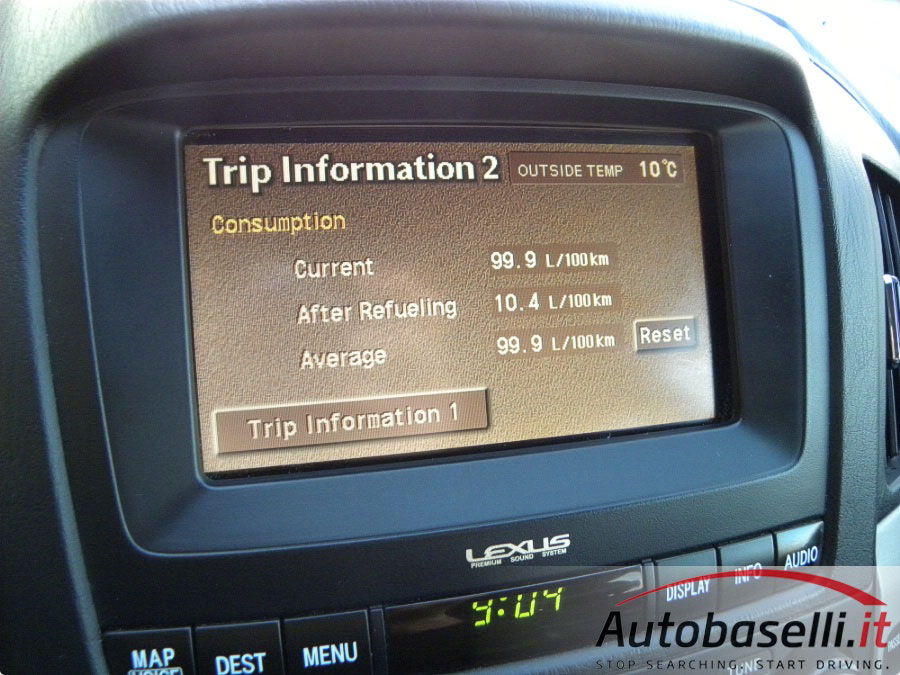 Trip Information 2 OUTSIDE TEMP 10°C
Consumption
Current 99.9 L/100km
After Refueling 10.4 L/100km
Average 99.9 L/100km Reset
Trip Information 1
LEXUS
PREMIUM SOUND SYSTEM
DISPLAY INFO AUDIO
MAP DEST MENU
VOICE
Autobaselli.it
STOP SEARCHING. START DRIVING.